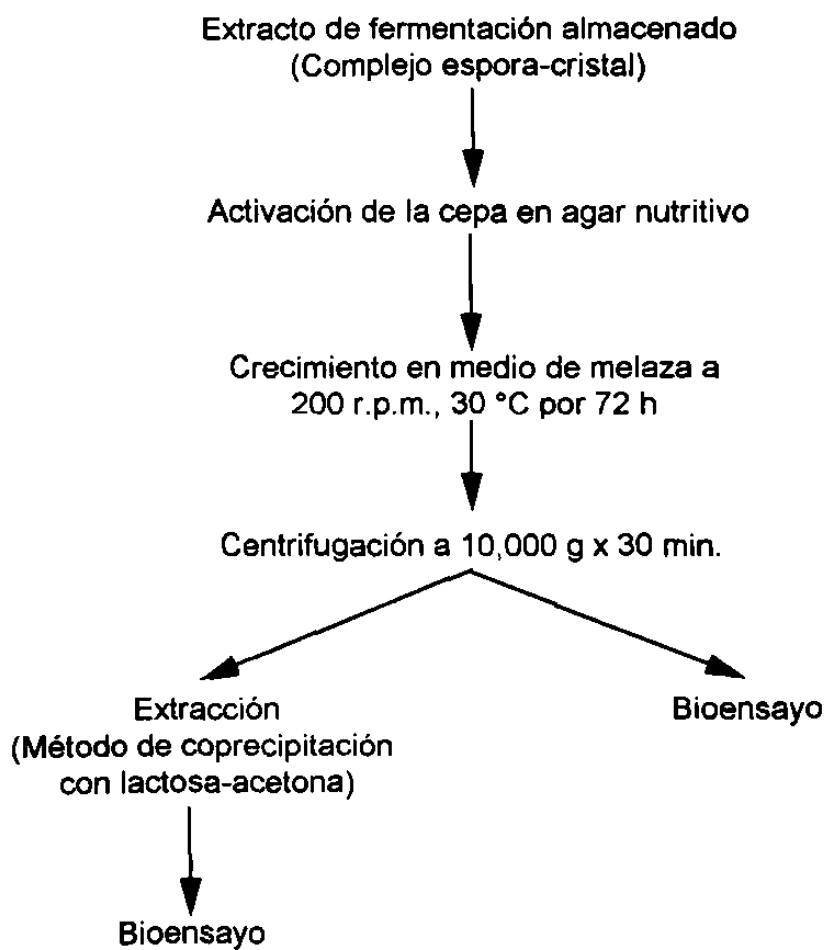 Extracto de fermentación almacenado
(Complejo espora-cristal)
Activación de la cepa en agar nutritivo
Crecimiento en medio de melaza a
200 r.p.m., 30 °C por 72 h
Centrifugación a 10,000 g x 30 min.
Extracción
(Método de coprecipitación
con lactosa-acetona)
Bioensayo
Bioensayo